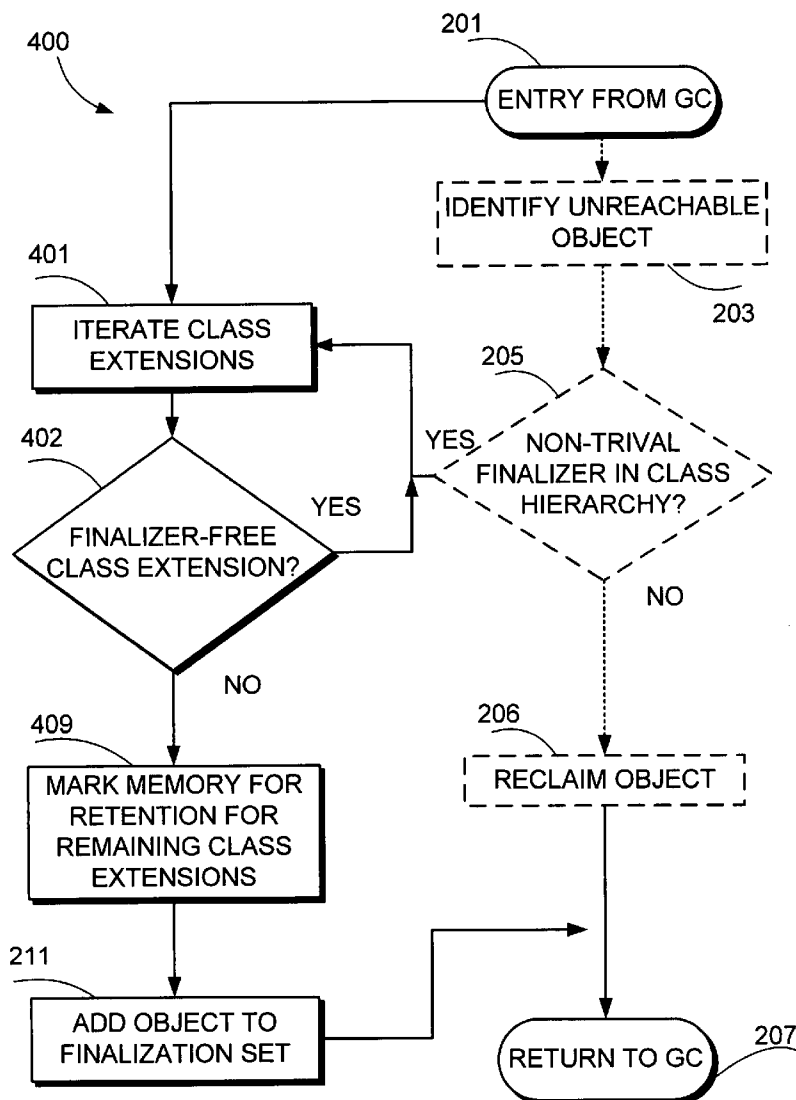 201
400
ENTRY FROM GC
IDENTIFY UNREACHABLE
OBJECT
203
401
ITERATE CLASS
EXTENSIONS
205
YES
NON-TRIVAL
FINALIZER IN CLASS
HIERARCHY?
NO
402
YES
FINALIZER-FREE
CLASS EXTENSION?
NO
409
MARK MEMORY FOR
RETENTION FOR
REMAINING CLASS
EXTENSIONS
206
RECLAIM OBJECT
211
ADD OBJECT TO
FINALIZATION SET
RETURN TO GC
207